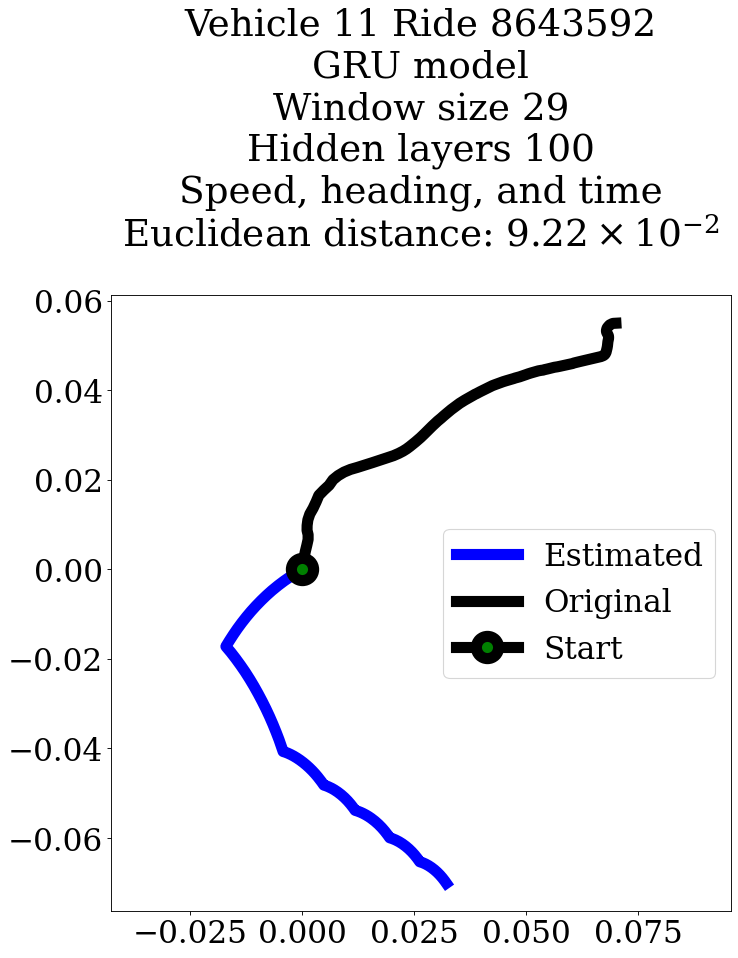 Vehicle 11 Ride 8643592
GRU model
Window size 29
Hidden layers 100
Speed, heading, and time
Euclidean distance: 9.22 × 10⁻²
0.06
0.04
0.02
0.00
−0.02
−0.04
−0.06
Estimated
Original
Start
−0.025 0.000 0.025 0.050 0.075